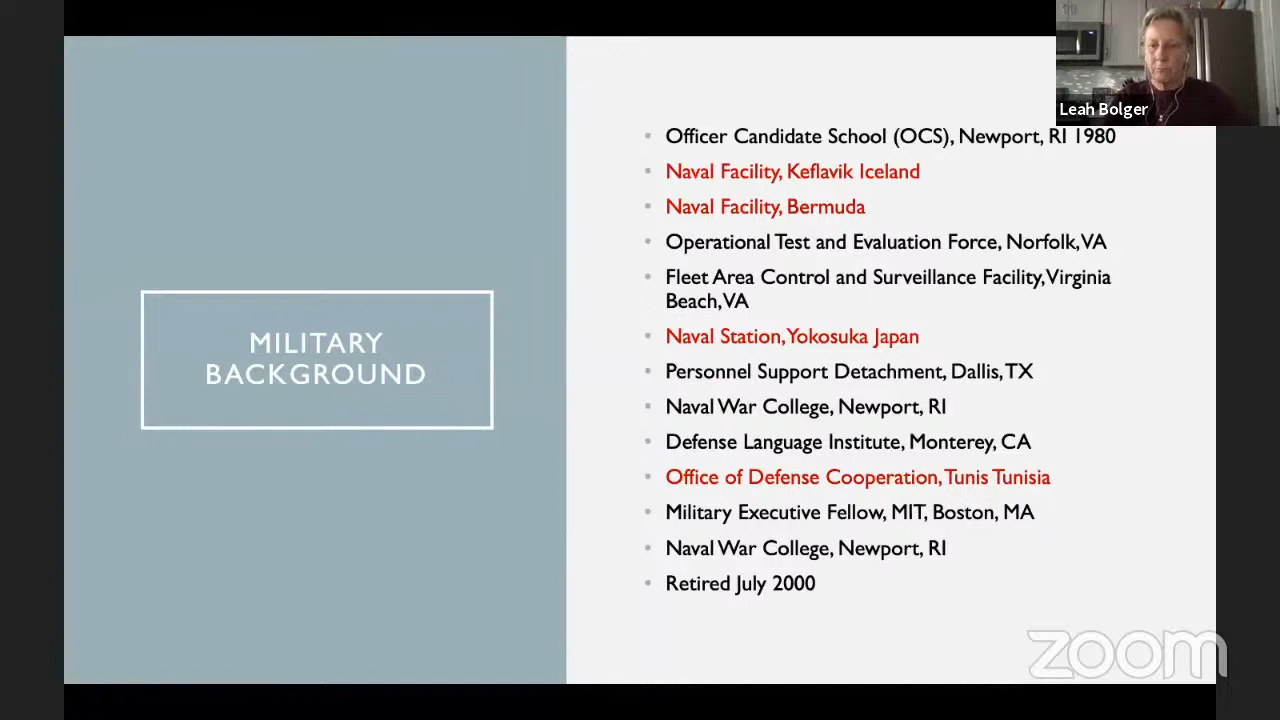 Leah Bolger
MILITARY
BACKGROUND
Officer Candidate School (OCS), Newport, RI 1980
Naval Facility, Keflavik Iceland
Naval Facility, Bermuda
Operational Test and Evaluation Force, Norfolk, VA
Fleet Area Control and Surveillance Facility, Virginia
Beach, VA
Naval Station, Yokosuka Japan
Personnel Support Detachment, Dallis, TX
Naval War College, Newport, RI
Defense Language Institute, Monterey, CA
Office of Defense Cooperation, Tunis Tunisia
Military Executive Fellow, MIT, Boston, MA
Naval War College, Newport, RI
Retired July 2000
zoom